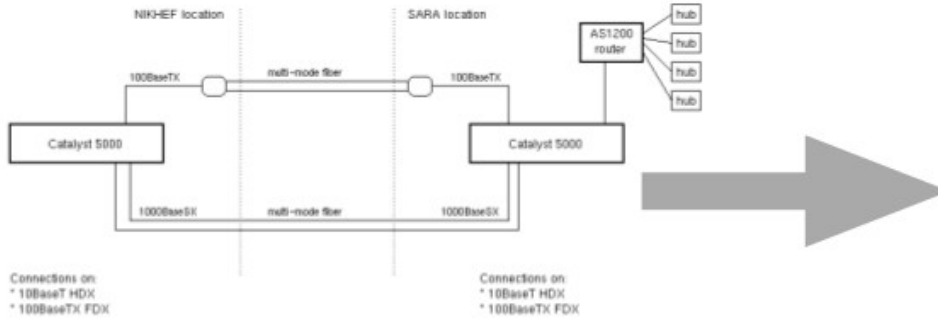 NIKHEF location
SARA location
hub
AS1200
router
hub
hub
hub
100BaseTX
multi-mode fiber
100BaseTX
Catalyst 5000
Catalyst 5000
1000BaseSX
multi-mode fiber
1000BaseSX
Connections on:
* 10BaseT HDX
* 100BaseTX FDX
Connections on:
* 10BaseT HDX
* 100BaseTX FDX